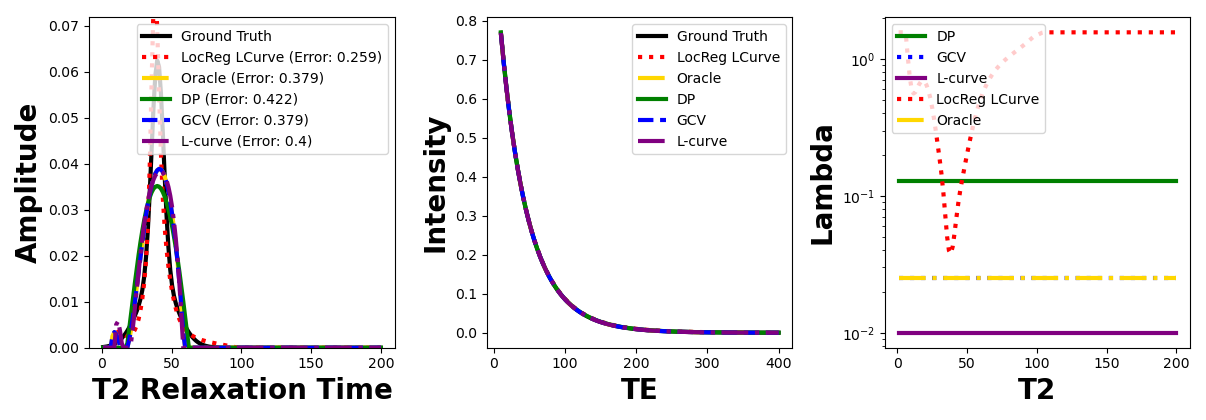 Amplitude
0.07
0.06
0.05
0.04
0.03
0.02
0.01
0.00
0
50
100
150
200
T2 Relaxation Time
Ground Truth
LocReg LCurve (Error: 0.259)
Oracle (Error: 0.379)
DP (Error: 0.422)
GCV (Error: 0.379)
L-curve (Error: 0.4)
Intensity
0.8
0.7
0.6
0.5
0.4
0.3
0.2
0.1
0.0
0
100
200
300
400
TE
Ground Truth
LocReg LCurve
Oracle
DP
GCV
L-curve
Lambda
10⁰
10⁻¹
10⁻²
0
50
100
150
200
T2
DP
GCV
L-curve
LocReg LCurve
Oracle